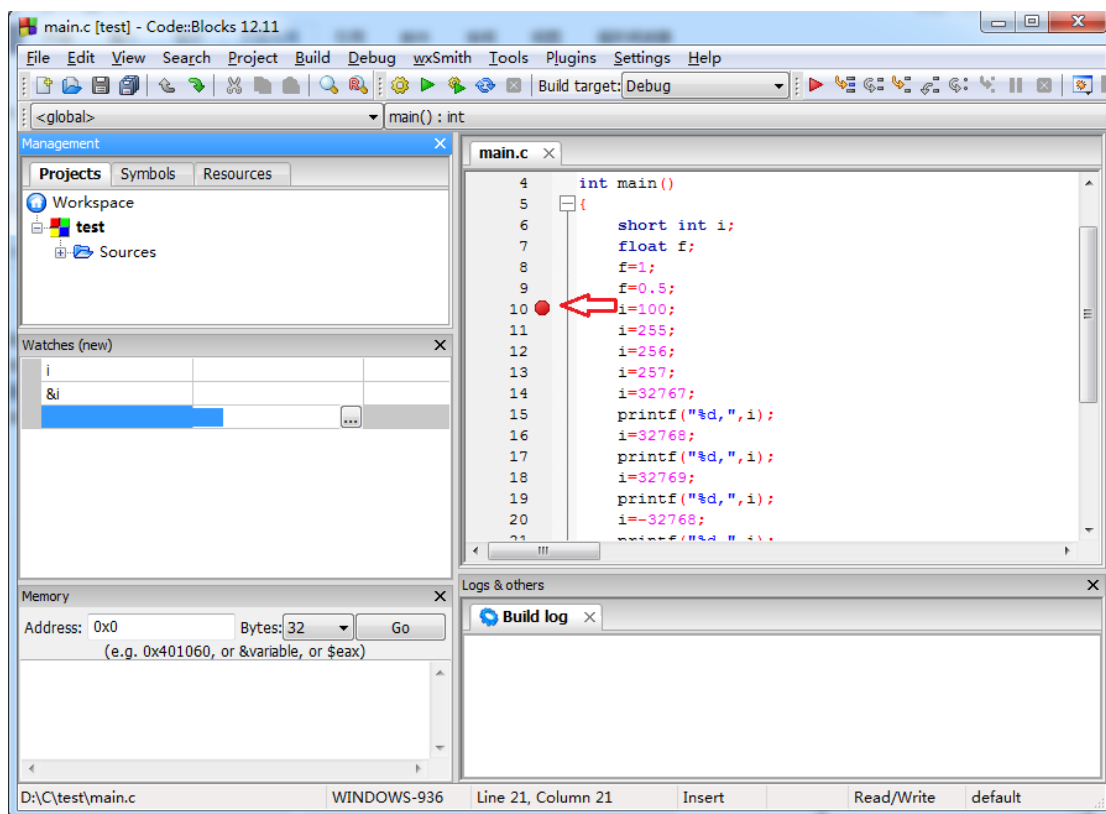 main.c [test] - Code::Blocks 12.11
File Edit View Search Project Build Debug wxSmith Tools Plugins Settings Help
Build target: Debug
<global> main() : int
Management
Projects Symbols Resources
Workspace
test
Sources
Watches (new)
i
&i
...
Memory
Address: 0x0 Bytes: 32 Go
(e.g. 0x401060, or &variable, or $eax)
main.c
4 int main()
5 {
6 short int i;
7 float f;
8 f=1;
9 f=0.5;
10 i=100;
11 i=255;
12 i=256;
13 i=257;
14 i=32767;
15 printf("%d,",i);
16 i=32768;
17 printf("%d,",i);
18 i=32769;
19 printf("%d,",i);
20 i=-32768;
21 printf("%d,",i);
Logs & others
Build log
D:\C\test\main.c WINDOWS-936 Line 21, Column 21 Insert Read/Write default